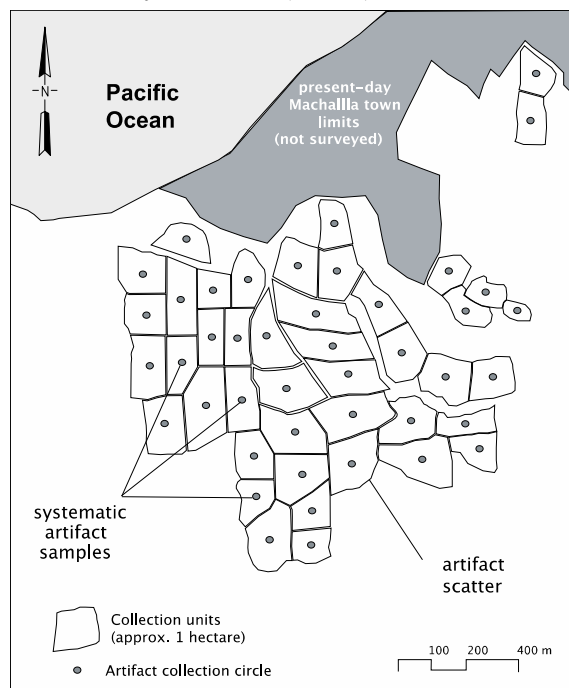 N
Pacific
Ocean
present-day
Machallla town
limits
(not surveyed)
systematic
artifact
samples
artifact
scatter
Collection units
(approx. 1 hectare)
Artifact collection circle
100 200 400 m